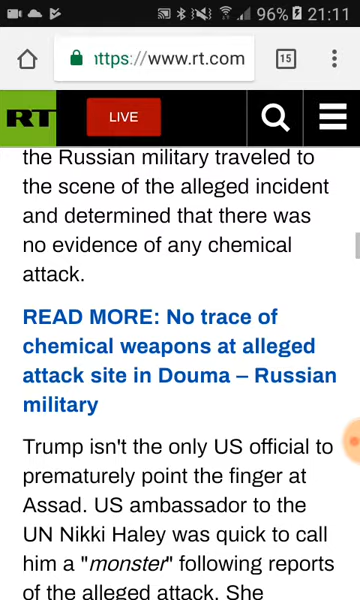 96% 21:11
https://www.rt.com
15
RT
LIVE
the Russian military traveled to
the scene of the alleged incident
and determined that there was
no evidence of any chemical
attack.
READ MORE: No trace of
chemical weapons at alleged
attack site in Douma – Russian
military
Trump isn't the only US official to
prematurely point the finger at
Assad. US ambassador to the
UN Nikki Haley was quick to call
him a "monster" following reports
of the alleged attack. She